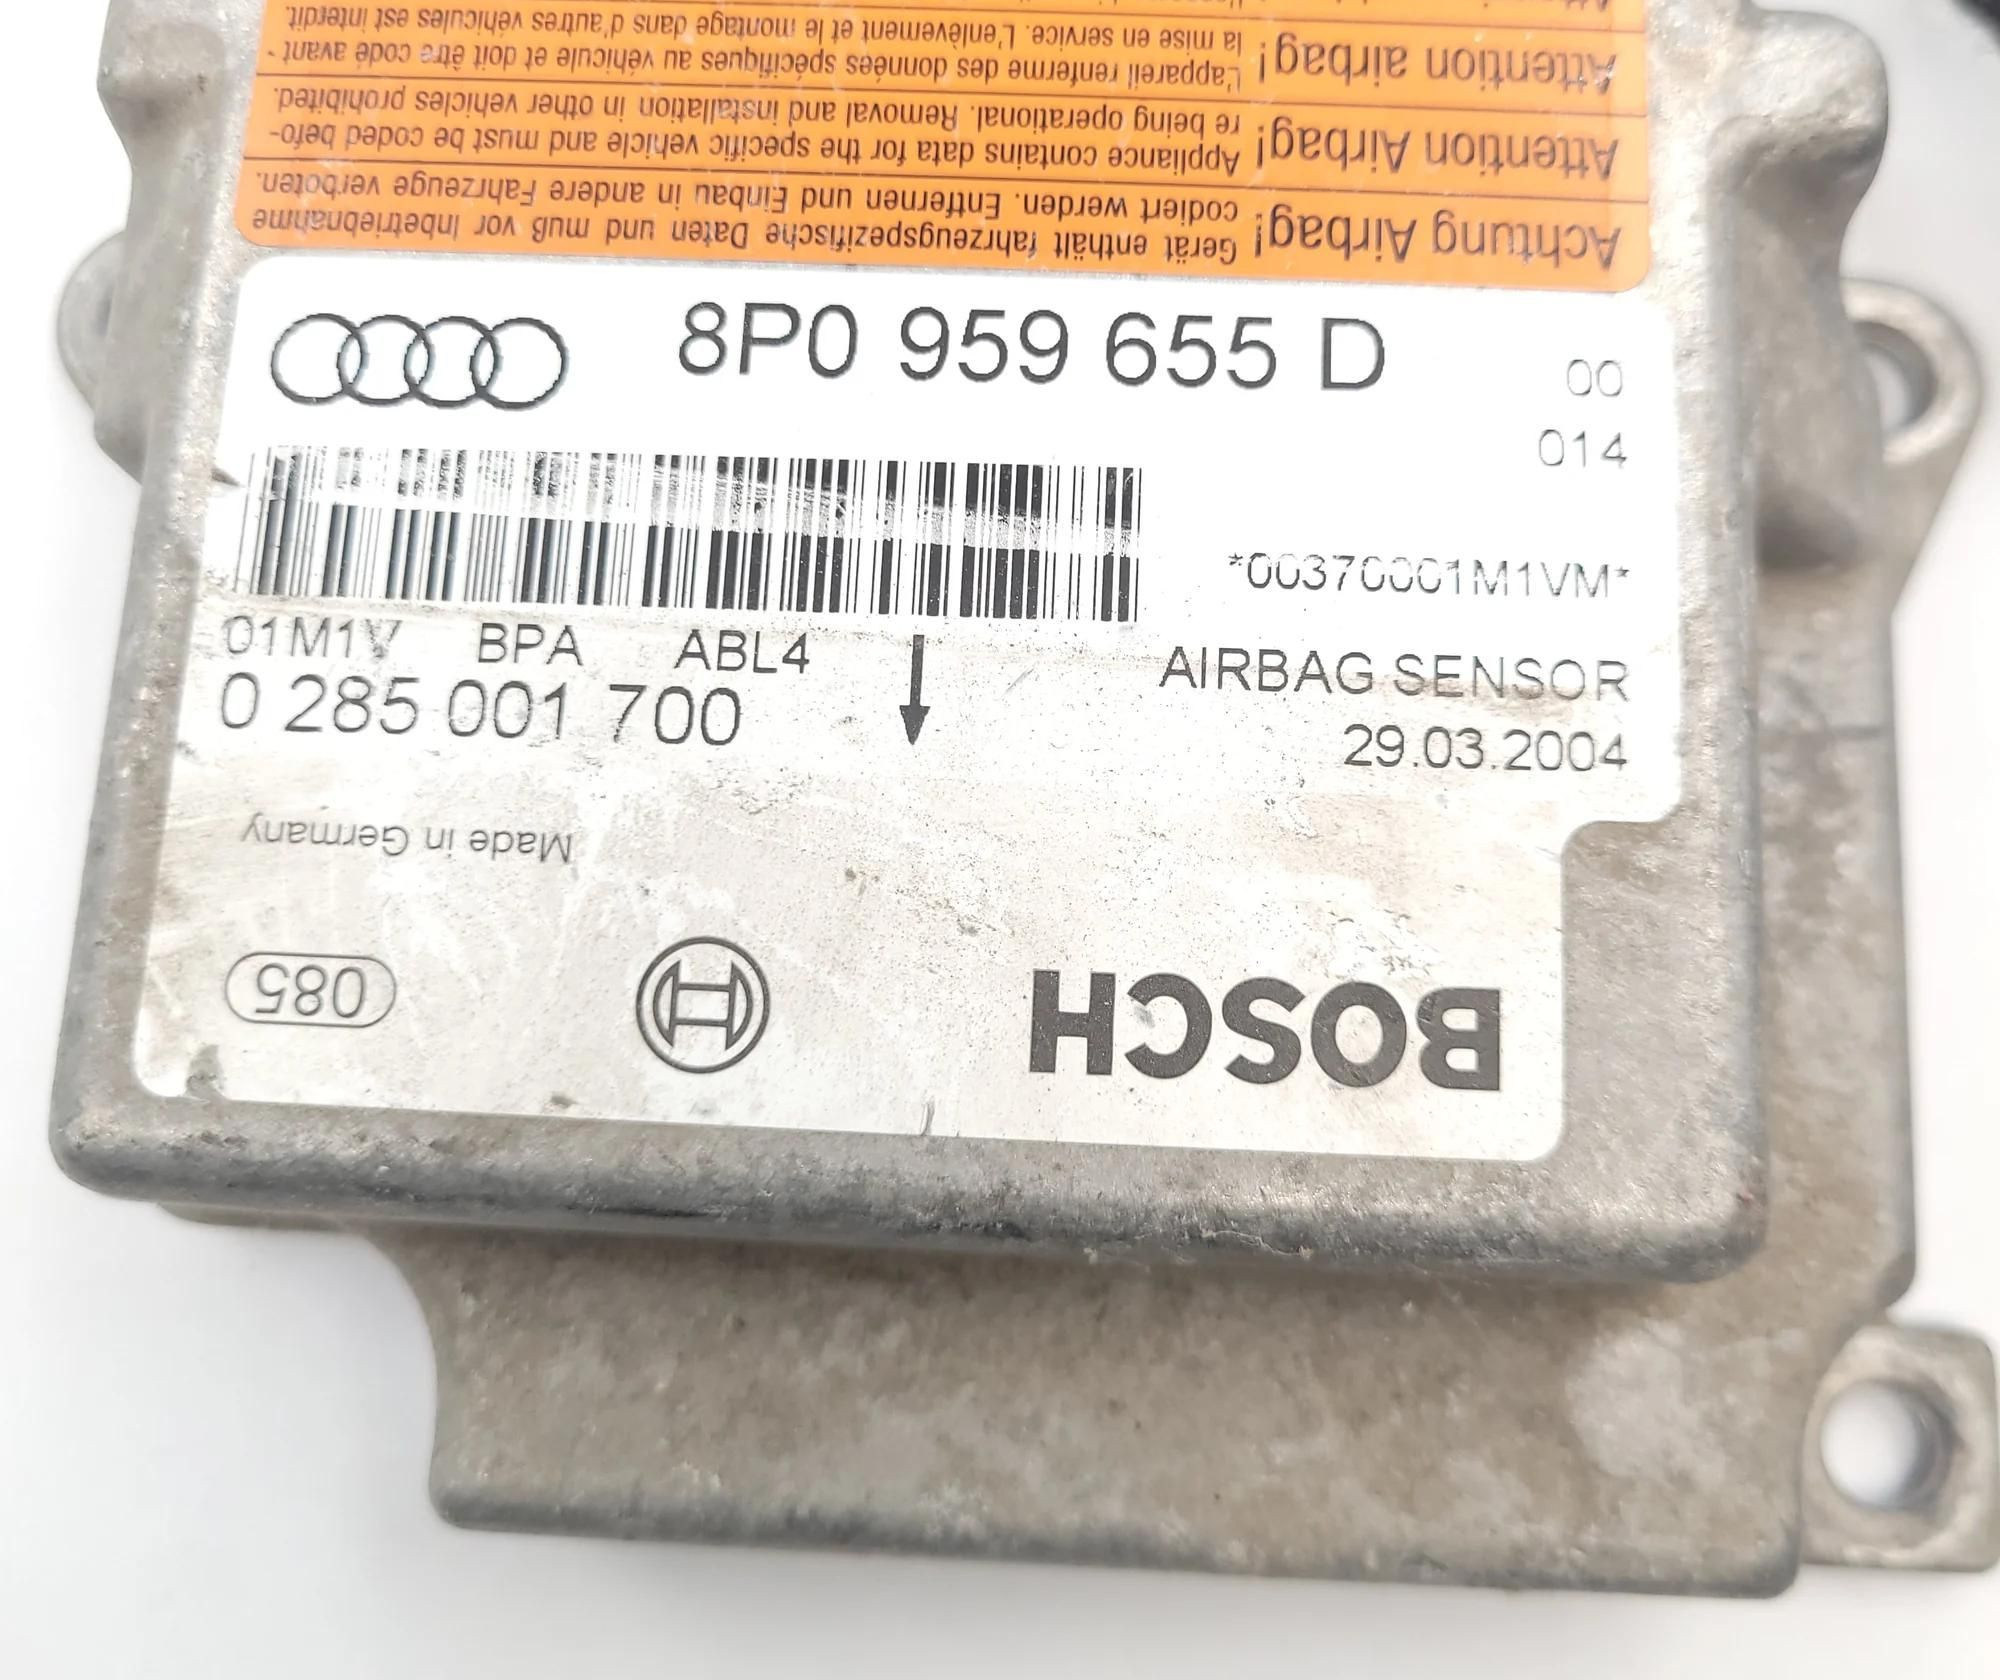 Achtung Airbag! Gerät enthält fahrzeugspezifische Daten und muß vor Inbetriebnahme
codiert werden. Entfernen und Einbau in andere Fahrzeuge verboten.
Attention Airbag! Appliance contains data for the specific vehicle and must be coded befo-
re being operational. Removal and installation in other vehicles prohibited.
Attention airbag! L'appareil renferme des données spécifiques au véhicule et doit être codé avant
la mise en service. L'enlèvement et le montage dans d'autres véhicules est interdit.
8P0 959 655 D
00
014
*00370001M1VM*
01M1V BPA ABL4
AIRBAG SENSOR
0 285 001 700
29.03.2004
Made in Germany
085
BOSCH